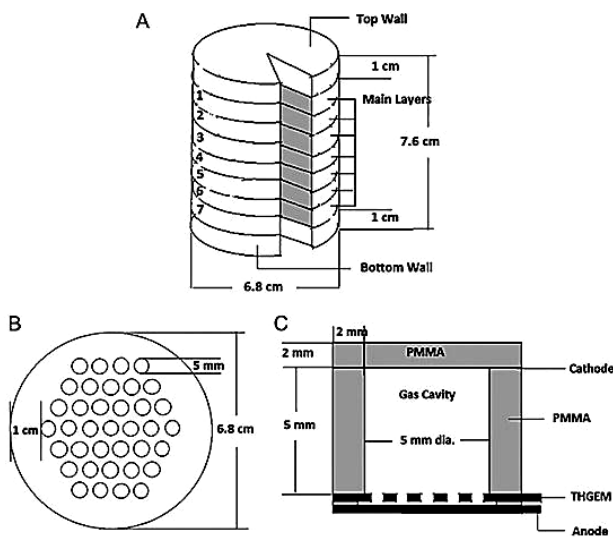 A
Top Wall
1 cm
1
Main Layers
2
3
7.6 cm
4
5
6
7
1 cm
Bottom Wall
6.8 cm
B
C
2 mm
5 mm
2 mm
PMMA
Cathode
Gas Cavity
1 cm
6.8 cm
5 mm
PMMA
5 mm dia.
THGEM
Anode